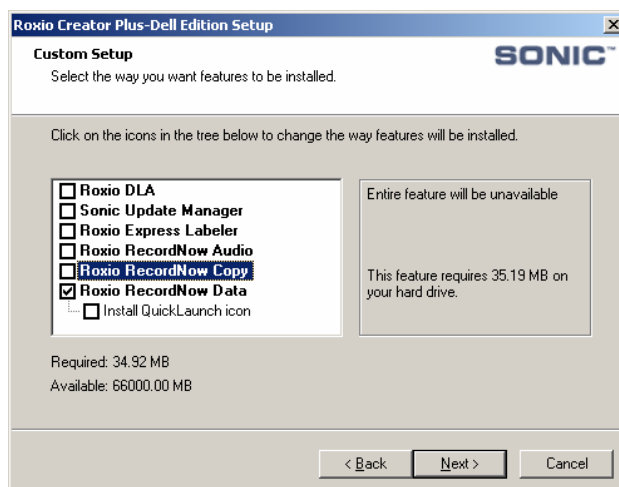 Roxio Creator Plus-Dell Edition Setup
Custom Setup
Select the way you want features to be installed.
SONIC™
Click on the icons in the tree below to change the way features will be installed.
Roxio DLA
Sonic Update Manager
Roxio Express Labeler
Roxio RecordNow Audio
Roxio RecordNow Copy
Roxio RecordNow Data
Install QuickLaunch icon
Entire feature will be unavailable
This feature requires 35.19 MB on
your hard drive.
Required: 34.92 MB
Available: 66000.00 MB
< Back
Next >
Cancel